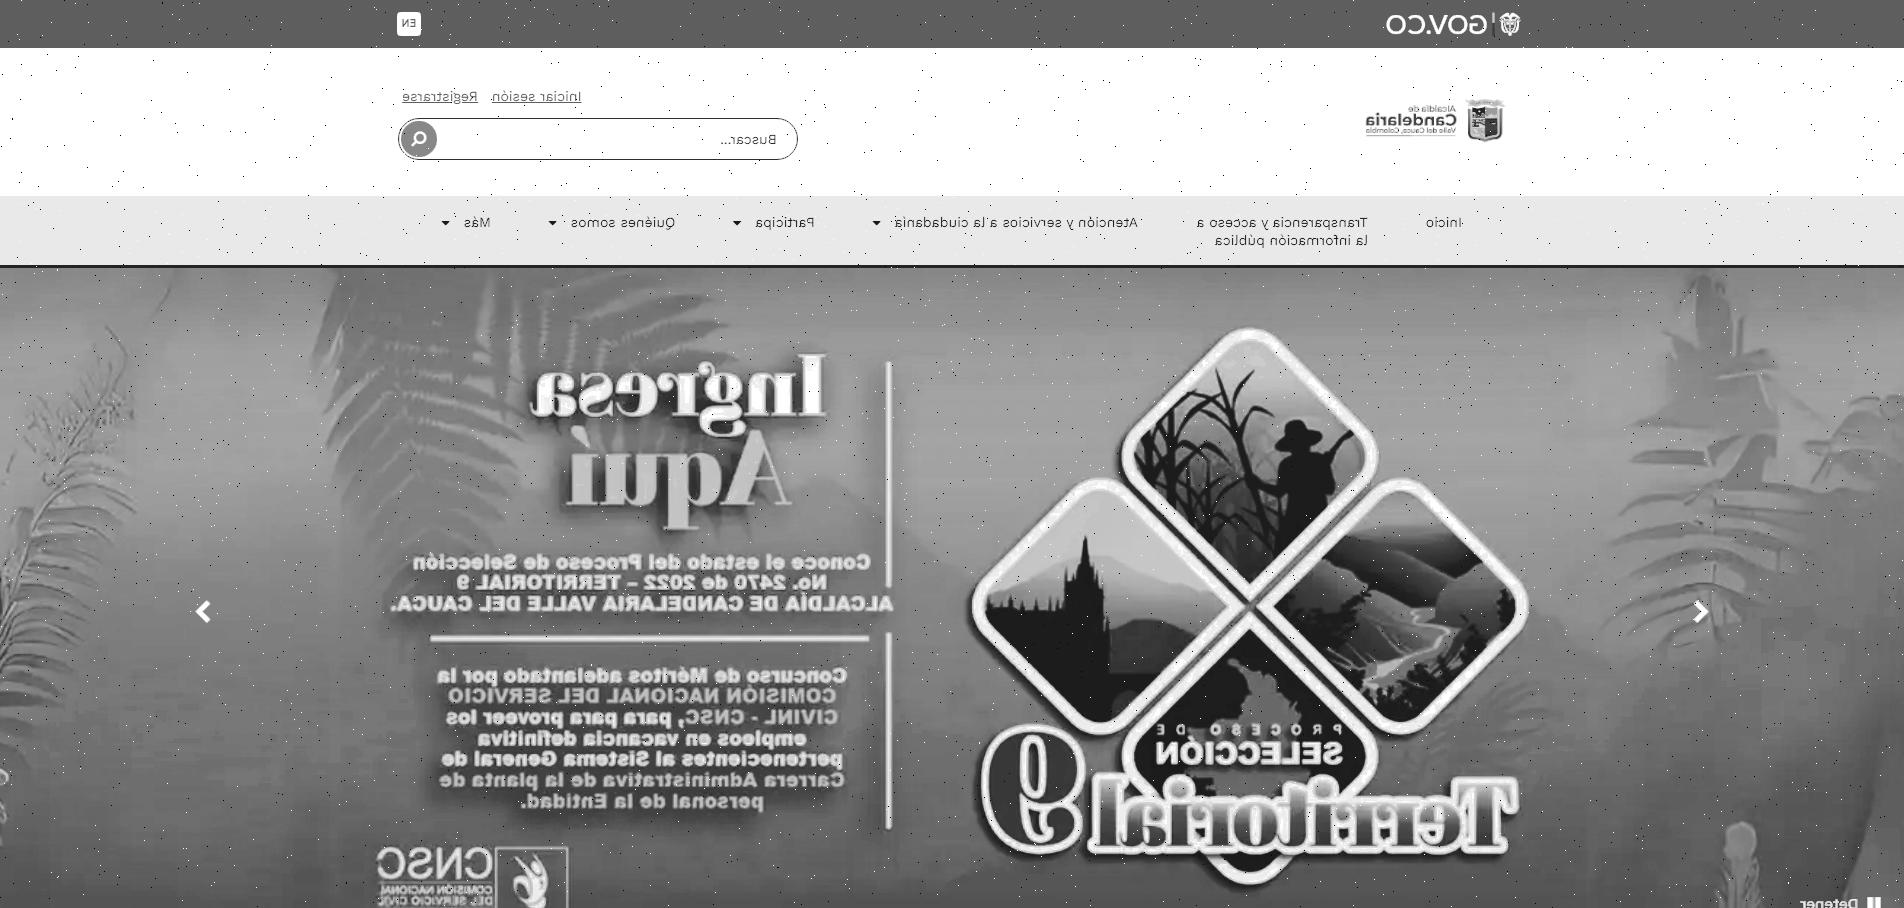 GOV.CO
EN
Iniciar sesión Registrarse
Alcaldía de
Candelaria
Valle del Cauca, Colombia
Buscar...
Inicio
Transparencia y acceso a
la información pública
Atención y servicios a la ciudadanía
Participa
Quiénes somos
Más
PROCESO DE
SELECCIÓN
Territorial 9
Ingresa
Aquì
Conoce el estado del Proceso de Selección
No. 2470 de 2022 – TERRITORIAL 9
ALCALDÍA DE CANDELARIA VALLE DEL CAUCA.
Concurso de Méritos adelantado por la
COMISIÓN NACIONAL DEL SERVICIO
CIVINL - CNSC, para para proveer los
empleos en vacancia definitiva
pertenecientes al Sistema General de
Carrera Administrativa de la planta de
personal de la Entidad.
CNSC
COMISIÓN NACIONAL
DEL SERVICIO CIVIL
Detener